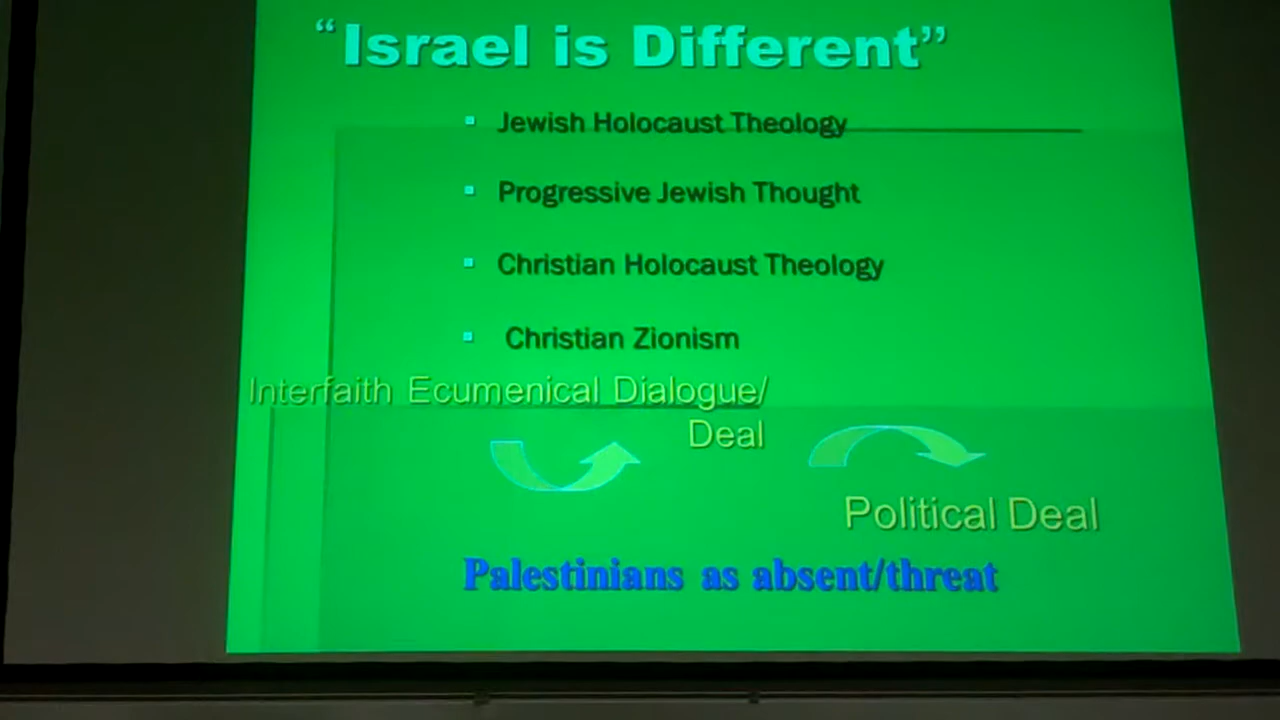 “Israel is Different”
▪ Jewish Holocaust Theology
▪ Progressive Jewish Thought
▪ Christian Holocaust Theology
▪ Christian Zionism
Interfaith Ecumenical Dialogue/
Deal
Political Deal
Palestinians as absent/threat